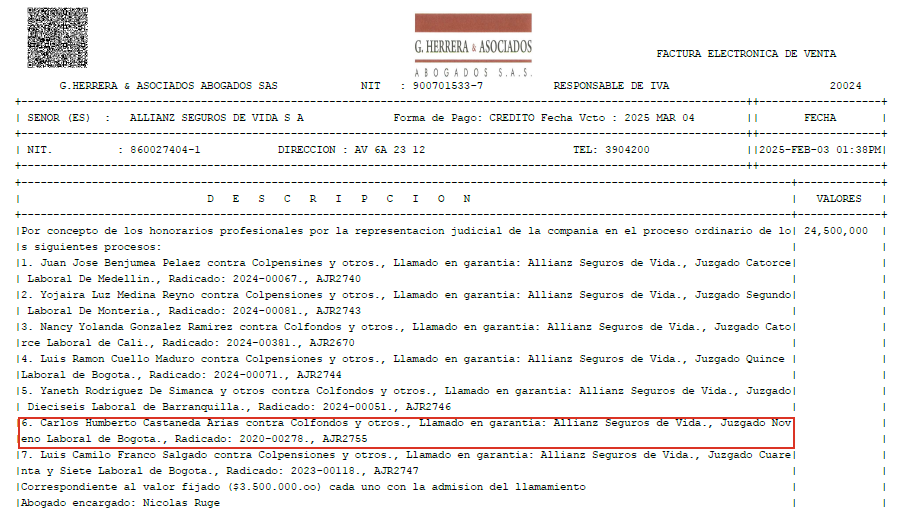 G. HERRERA & ASOCIADOS
ABOGADOS S.A.S.
FACTURA ELECTRONICA DE VENTA
G.HERRERA & ASOCIADOS ABOGADOS SAS NIT : 900701533-7 RESPONSABLE DE IVA 20024
SENOR (ES) : ALLIANZ SEGUROS DE VIDA S A Forma de Pago: CREDITO Fecha Vcto : 2025 MAR 04 FECHA
NIT. : 860027404-1 DIRECCION : AV 6A 23 12 TEL: 3904200 2025-FEB-03 01:38PM
D E S C R I P C I O N VALORES
Por concepto de los honorarios profesionales por la representacion judicial de la compania en el proceso ordinario de lo 24,500,000
s siguientes procesos:
1. Juan Jose Benjumea Pelaez contra Colpensines y otros., Llamado en garantia: Allianz Seguros de Vida., Juzgado Catorce
Laboral De Medellin., Radicado: 2024-00067., AJR2740
2. Yojaira Luz Medina Reyno contra Colpensiones y otros., Llamado en garantia: Allianz Seguros de Vida., Juzgado Segundo
Laboral De Monteria., Radicado: 2024-00081., AJR2743
3. Nancy Yolanda Gonzalez Ramirez contra Colfondos y otros., Llamado en garantia: Allianz Seguros de Vida., Juzgado Cato
rce Laboral de Cali., Radicado: 2024-00381., AJR2670
4. Luis Ramon Cuello Maduro contra Colpensiones y otros., Llamado en garantia: Allianz Seguros de Vida., Juzgado Quince
Laboral de Bogota., Radicado: 2024-00071., AJR2744
5. Yaneth Rodriguez De Simanca y otros contra Colfondos y otros., Llamado en garantia: Allianz Seguros de Vida., Juzgado
Dieciseis Laboral de Barranquilla., Radicado: 2024-00051., AJR2746
6. Carlos Humberto Castaneda Arias contra Colfondos y otros., Llamado en garantia: Allianz Seguros de Vida., Juzgado Nov
eno Laboral de Bogota., Radicado: 2020-00278., AJR2755
7. Luis Camilo Franco Salgado contra Colpensiones y otros., Llamado en garantia: Allianz Seguros de Vida., Juzgado Cuare
nta y Siete Laboral de Bogota., Radicado: 2023-00118., AJR2747
Correspondiente al valor fijado ($3.500.000.oo) cada uno con la admision del llamamiento
Abogado encargado: Nicolas Ruge